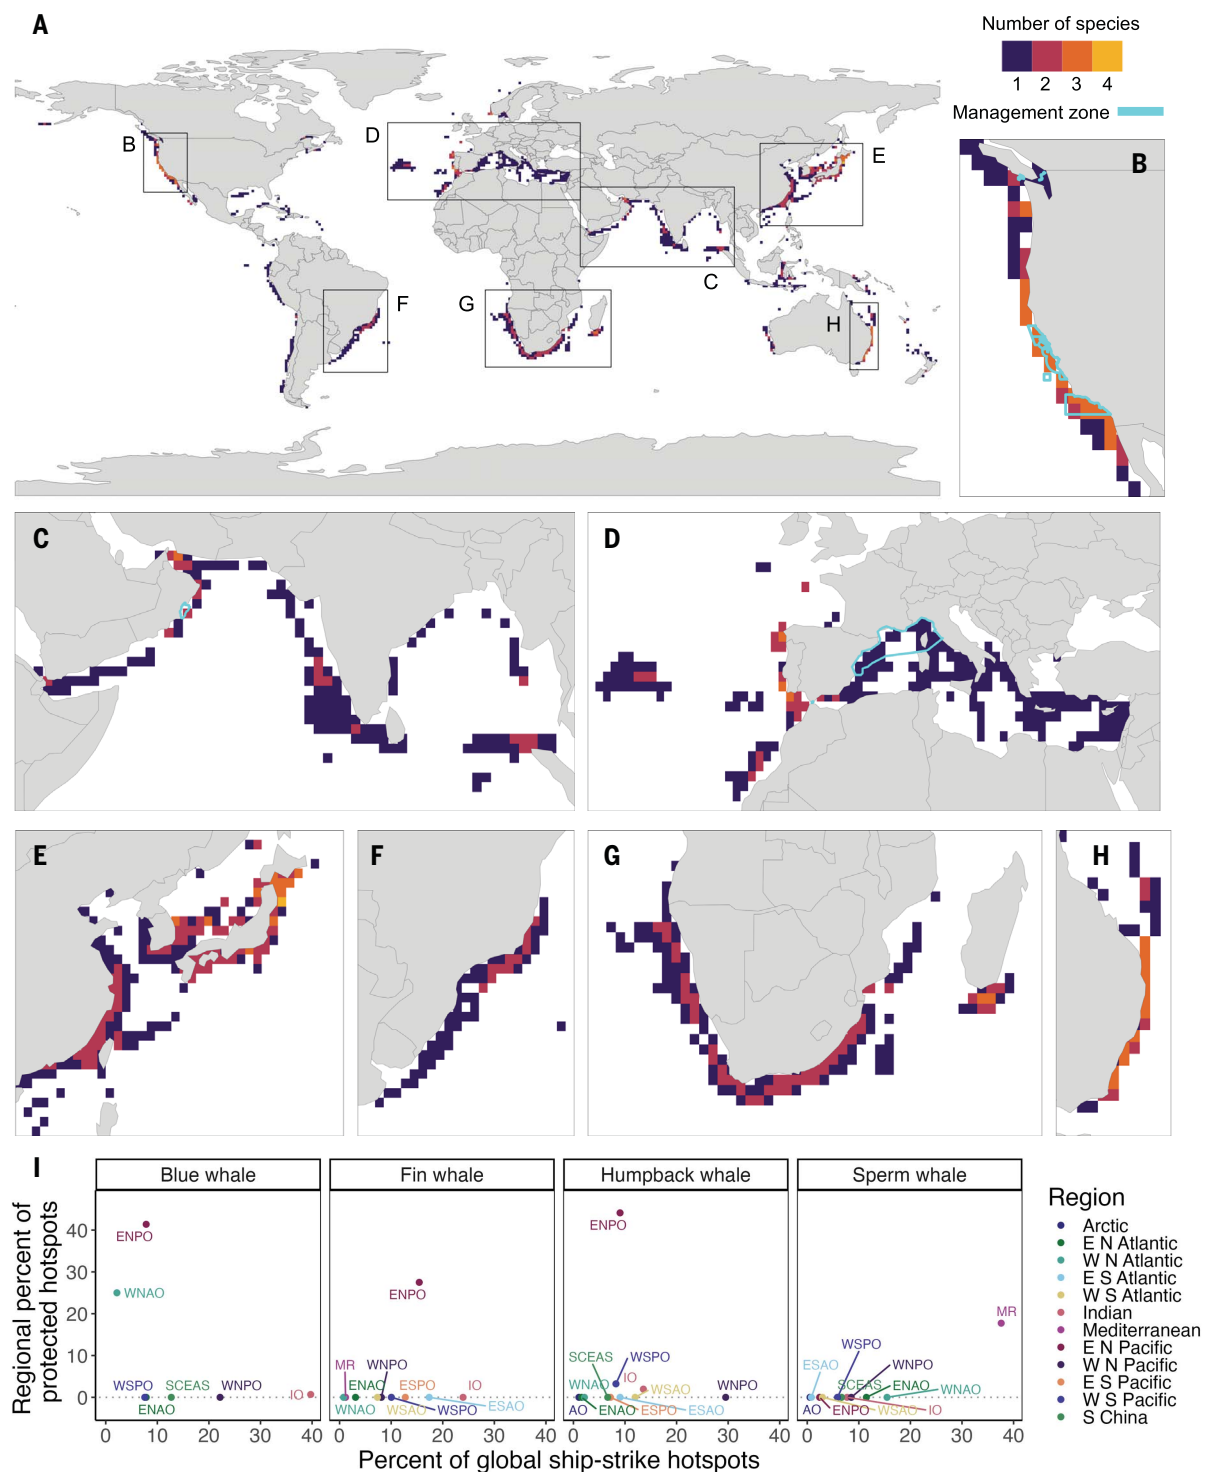 A
Number of species
1 2 3 4
Management zone
B
D
E
C
F
G
H
B
C
D
E
F
G
H
I
Blue whale
Fin whale
Humpback whale
Sperm whale
Regional percent of
protected hotspots
40
30
20
10
0
ENPO
WNAO
WSPO
SCEAS
WNPO
IO
ENAO
ENPO
MR
WNPO
ENAO
ESPO
IO
WNAO
WSAO
WSPO
ESAO
ENPO
SCEAS
WSPO
IO
WNAO
WSAO
WNPO
AO
ENAO
ESPO
ESAO
MR
WSPO
ESAO
WNPO
SCEAS
ENAO
WNAO
AO
ENPO
WSAO
IO
0 10 20 30 40
0 10 20 30 40
0 10 20 30 40
0 10 20 30 40
Percent of global ship-strike hotspots
Region
Arctic
E N Atlantic
W N Atlantic
E S Atlantic
W S Atlantic
Indian
Mediterranean
E N Pacific
W N Pacific
E S Pacific
W S Pacific
S China